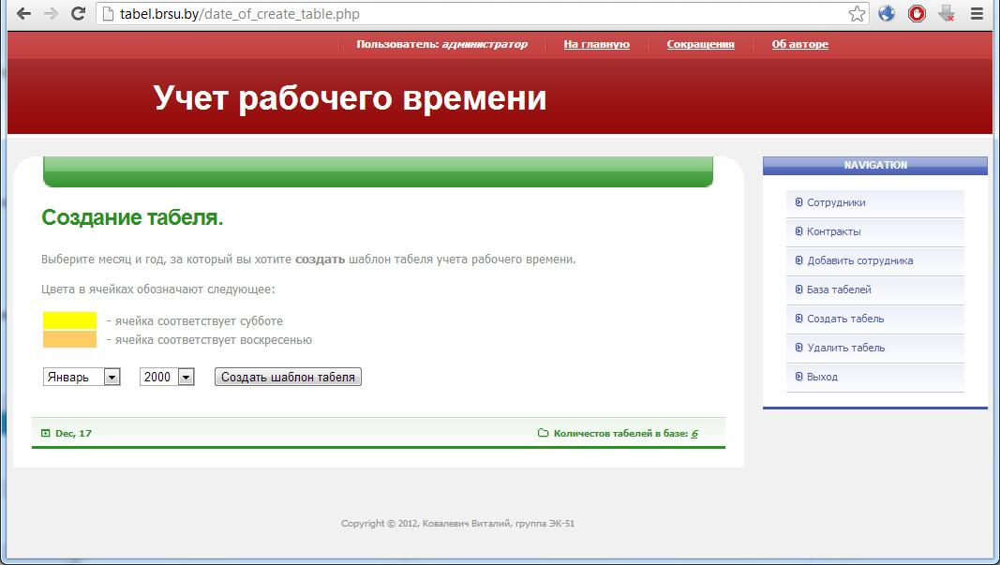 tabel.brsu.by/date_of_create_table.php
Пользователь: администратор На главную Сокращения Об авторе
Учет рабочего времени
NAVIGATION
Сотрудники
Контракты
Добавить сотрудника
База табелей
Создать табель
Удалить табель
Выход
Создание табеля.
Выберите месяц и год, за который вы хотите создать шаблон табеля учета рабочего времени.
Цвета в ячейках обозначают следующее:
- ячейка соответствует субботе
- ячейка соответствует воскресенью
Январь 2000 Создать шаблон табеля
Dec, 17 Количестов табелей в базе: 6
Copyright © 2012, Ковалевич Виталий, группа ЭК-51